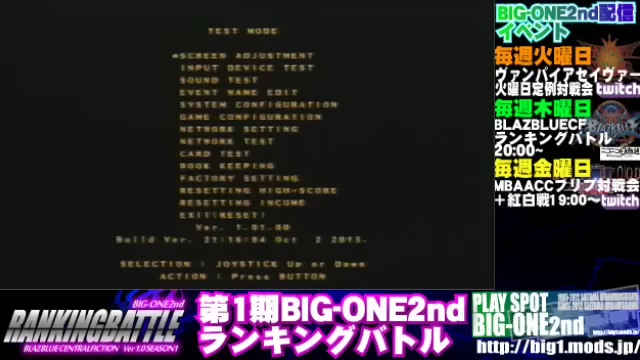 TEST MODE
SCREEN ADJUSTMENT
INPUT DEVICE TEST
SOUND TEST
EVENT NAME EDIT
SYSTEM CONFIGURATION
GAME CONFIGURATION
NETWORK SETTING
NETWORK TEST
CARD TEST
BOOK KEEPING
FACTORY SETTING
RESETTING HIGH-SCORE
RESETTING INCOME
EXIT(RESET)
Ver. 1.01.00
Build Ver. 21:16:04 Oct 2 2015.
SELECTION : JOYSTICK Up or Down
ACTION : Press BUTTON
BIG-ONE2nd配信
イベント
毎週火曜日
ヴァンパイアセイヴァー
火曜日定例対戦会 twitch
毎週木曜日
BLAZBLUECF
ランキングバトル
20:00~
毎週金曜日
MBAACCプリプ対戦会
+紅白戦19:00~ twitch
BIG-ONE2nd
RANKINGBATTLE
BLAZBLUE CENTRALFICTION Ver1.0 SEASON1
第1期BIG-ONE2nd
ランキングバトル
PLAY SPOT
BIG-ONE2nd
http://big1.mods.jp/